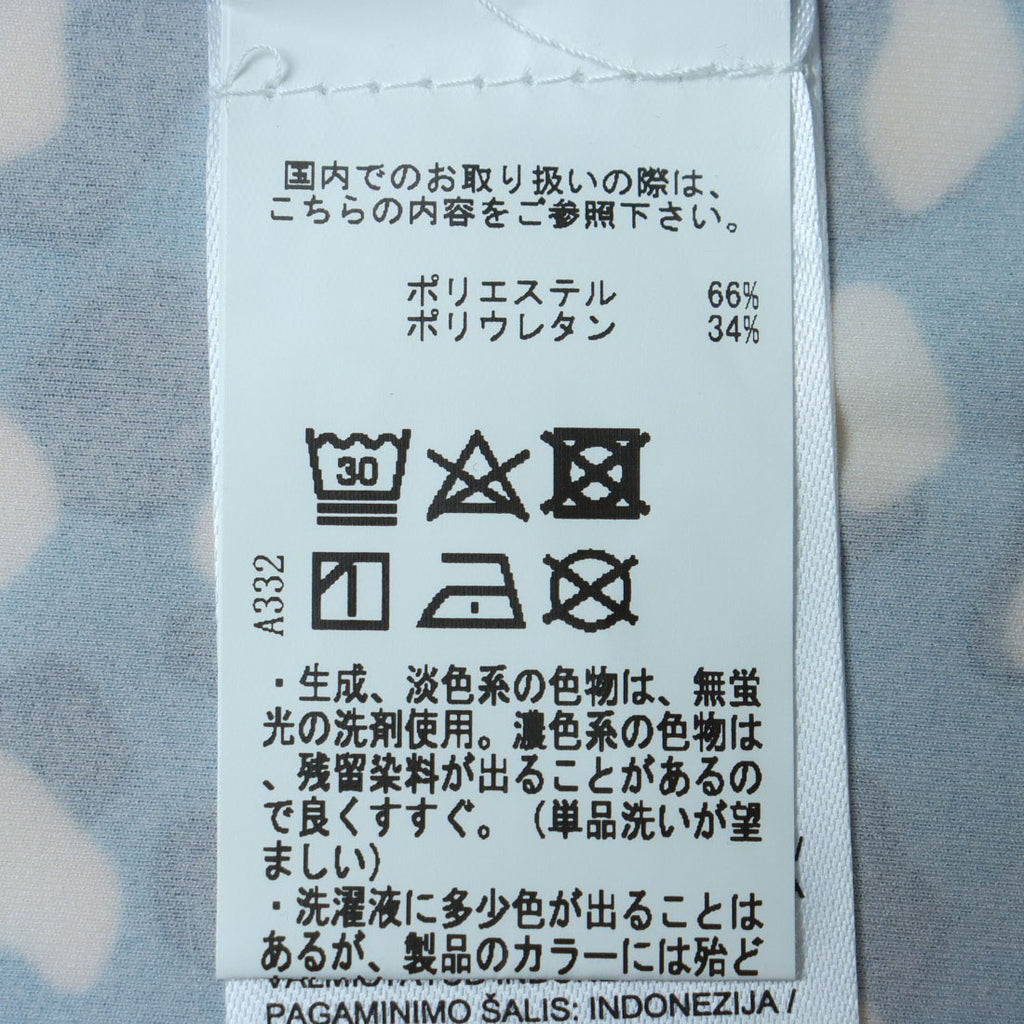 国内でのお取り扱いの際は、
こちらの内容をご参照下さい。
ポリエステル 66%
ポリウレタン 34%
30
A332
・生成、淡色系の色物は、無蛍
光の洗剤使用。濃色系の色物は
、残留染料が出ることがあるの
で良くすすぐ。(単品洗いが望
ましい)
・洗濯液に多少色が出ることは
あるが、製品のカラーには殆ど
PAGAMINIMO ŠALIS: INDONEZIJA /